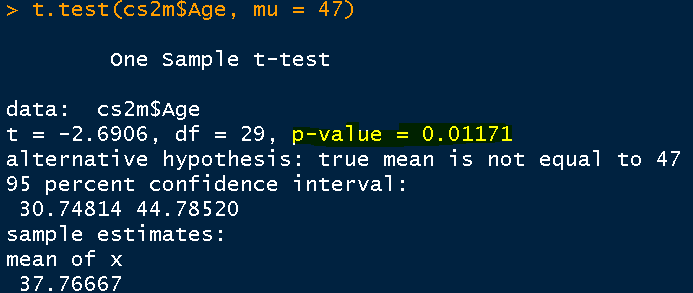 > t.test(cs2m$Age, mu = 47)
One Sample t-test
data:  cs2m$Age
t = -2.6906, df = 29, p-value = 0.01171
alternative hypothesis: true mean is not equal to 47
95 percent confidence interval:
 30.74814 44.78520
sample estimates:
mean of x
 37.76667